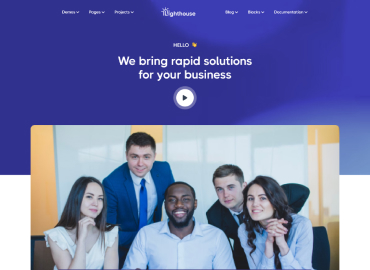 Demos
Pages
Projects
Lighthouse
Blog
Blocks
Documentation
HELLO 👋
We bring rapid solutions
for your business